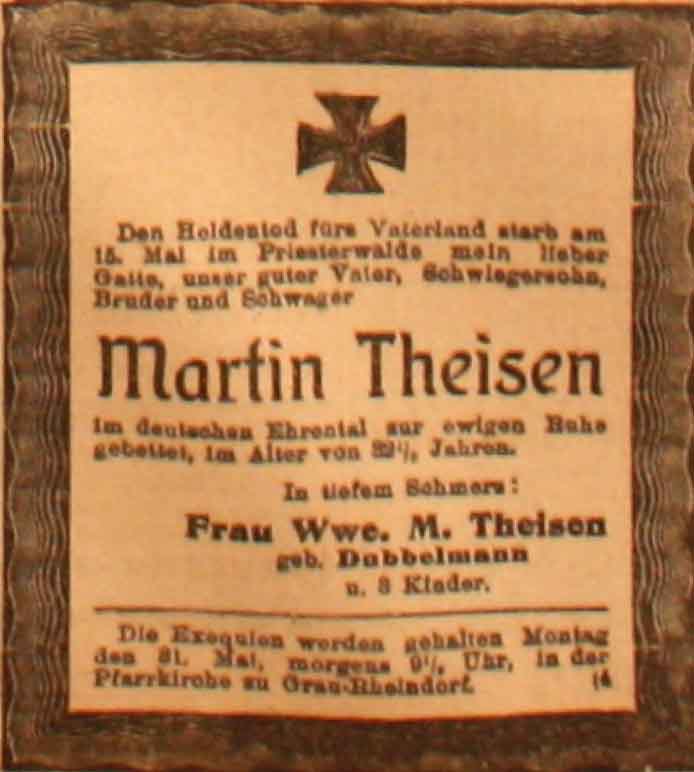 Den Heldentod fürs Vaterland starb am
15. Mai im Priesterwalde mein lieber
Gatte, unser guter Vater, Schwiegersohn,
Bruder und Schwager
Martin Theisen
im deutschen Ehrental zur ewigen Ruhe
gebettet, im Alter von Jahren.
In tiefem Schmerz:
Frau Wwe. M. Theisen
geb. Dubbelmann
u. 3 Kinder.
Die Exequien werden gehalten Montag
den 31. Mai, morgens Uhr, in der
Pfarrkirche zu Grau-Rheindorf.